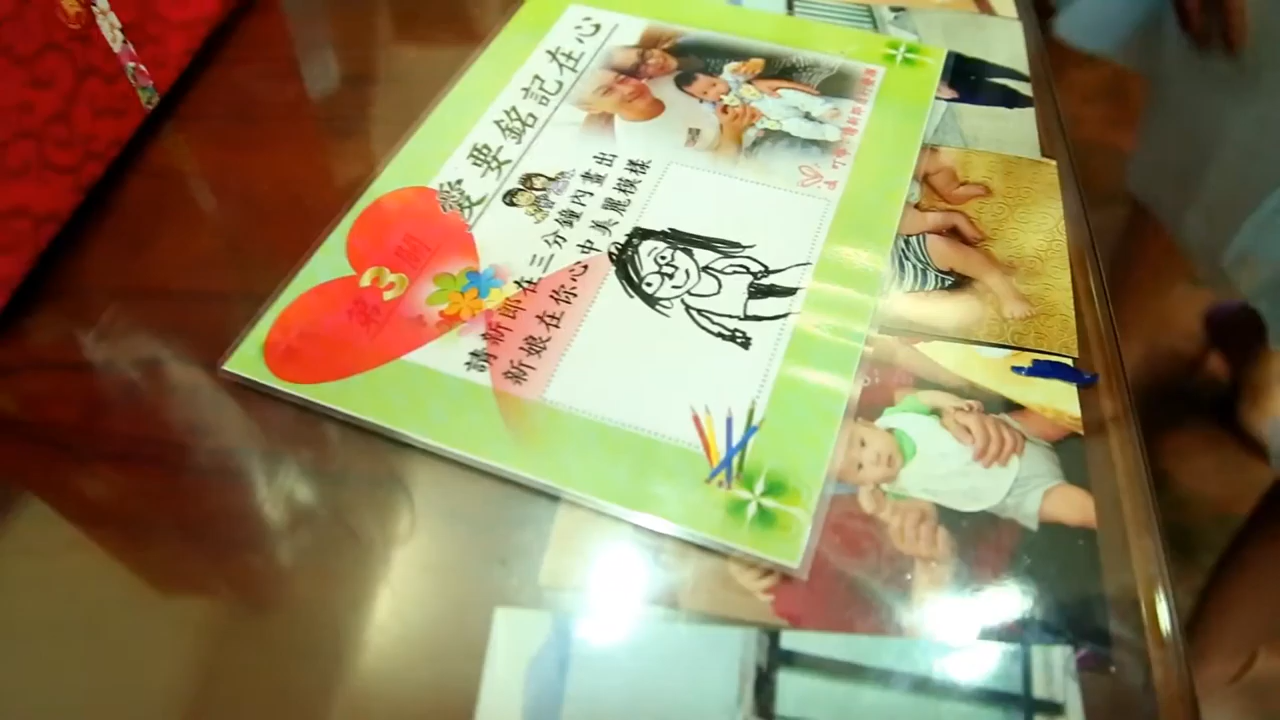 愛要銘記在心
第3關
請新郎在三分鐘內畫出
新娘在你心中美麗模樣